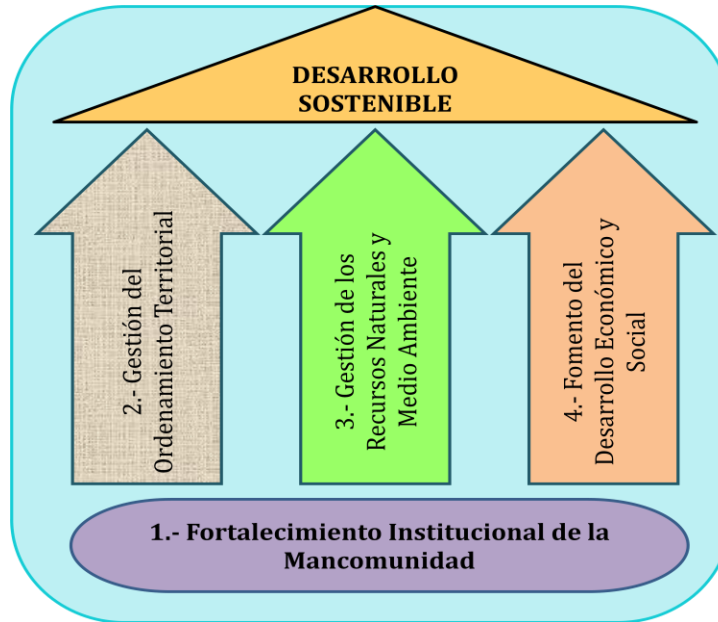 DESARROLLO
SOSTENIBLE
2.- Gestión del
Ordenamiento Territorial
3.- Gestión de los
Recursos Naturales y
Medio Ambiente
4.- Fomento del
Desarrollo Económico y
Social
1.- Fortalecimiento Institucional de la
Mancomunidad